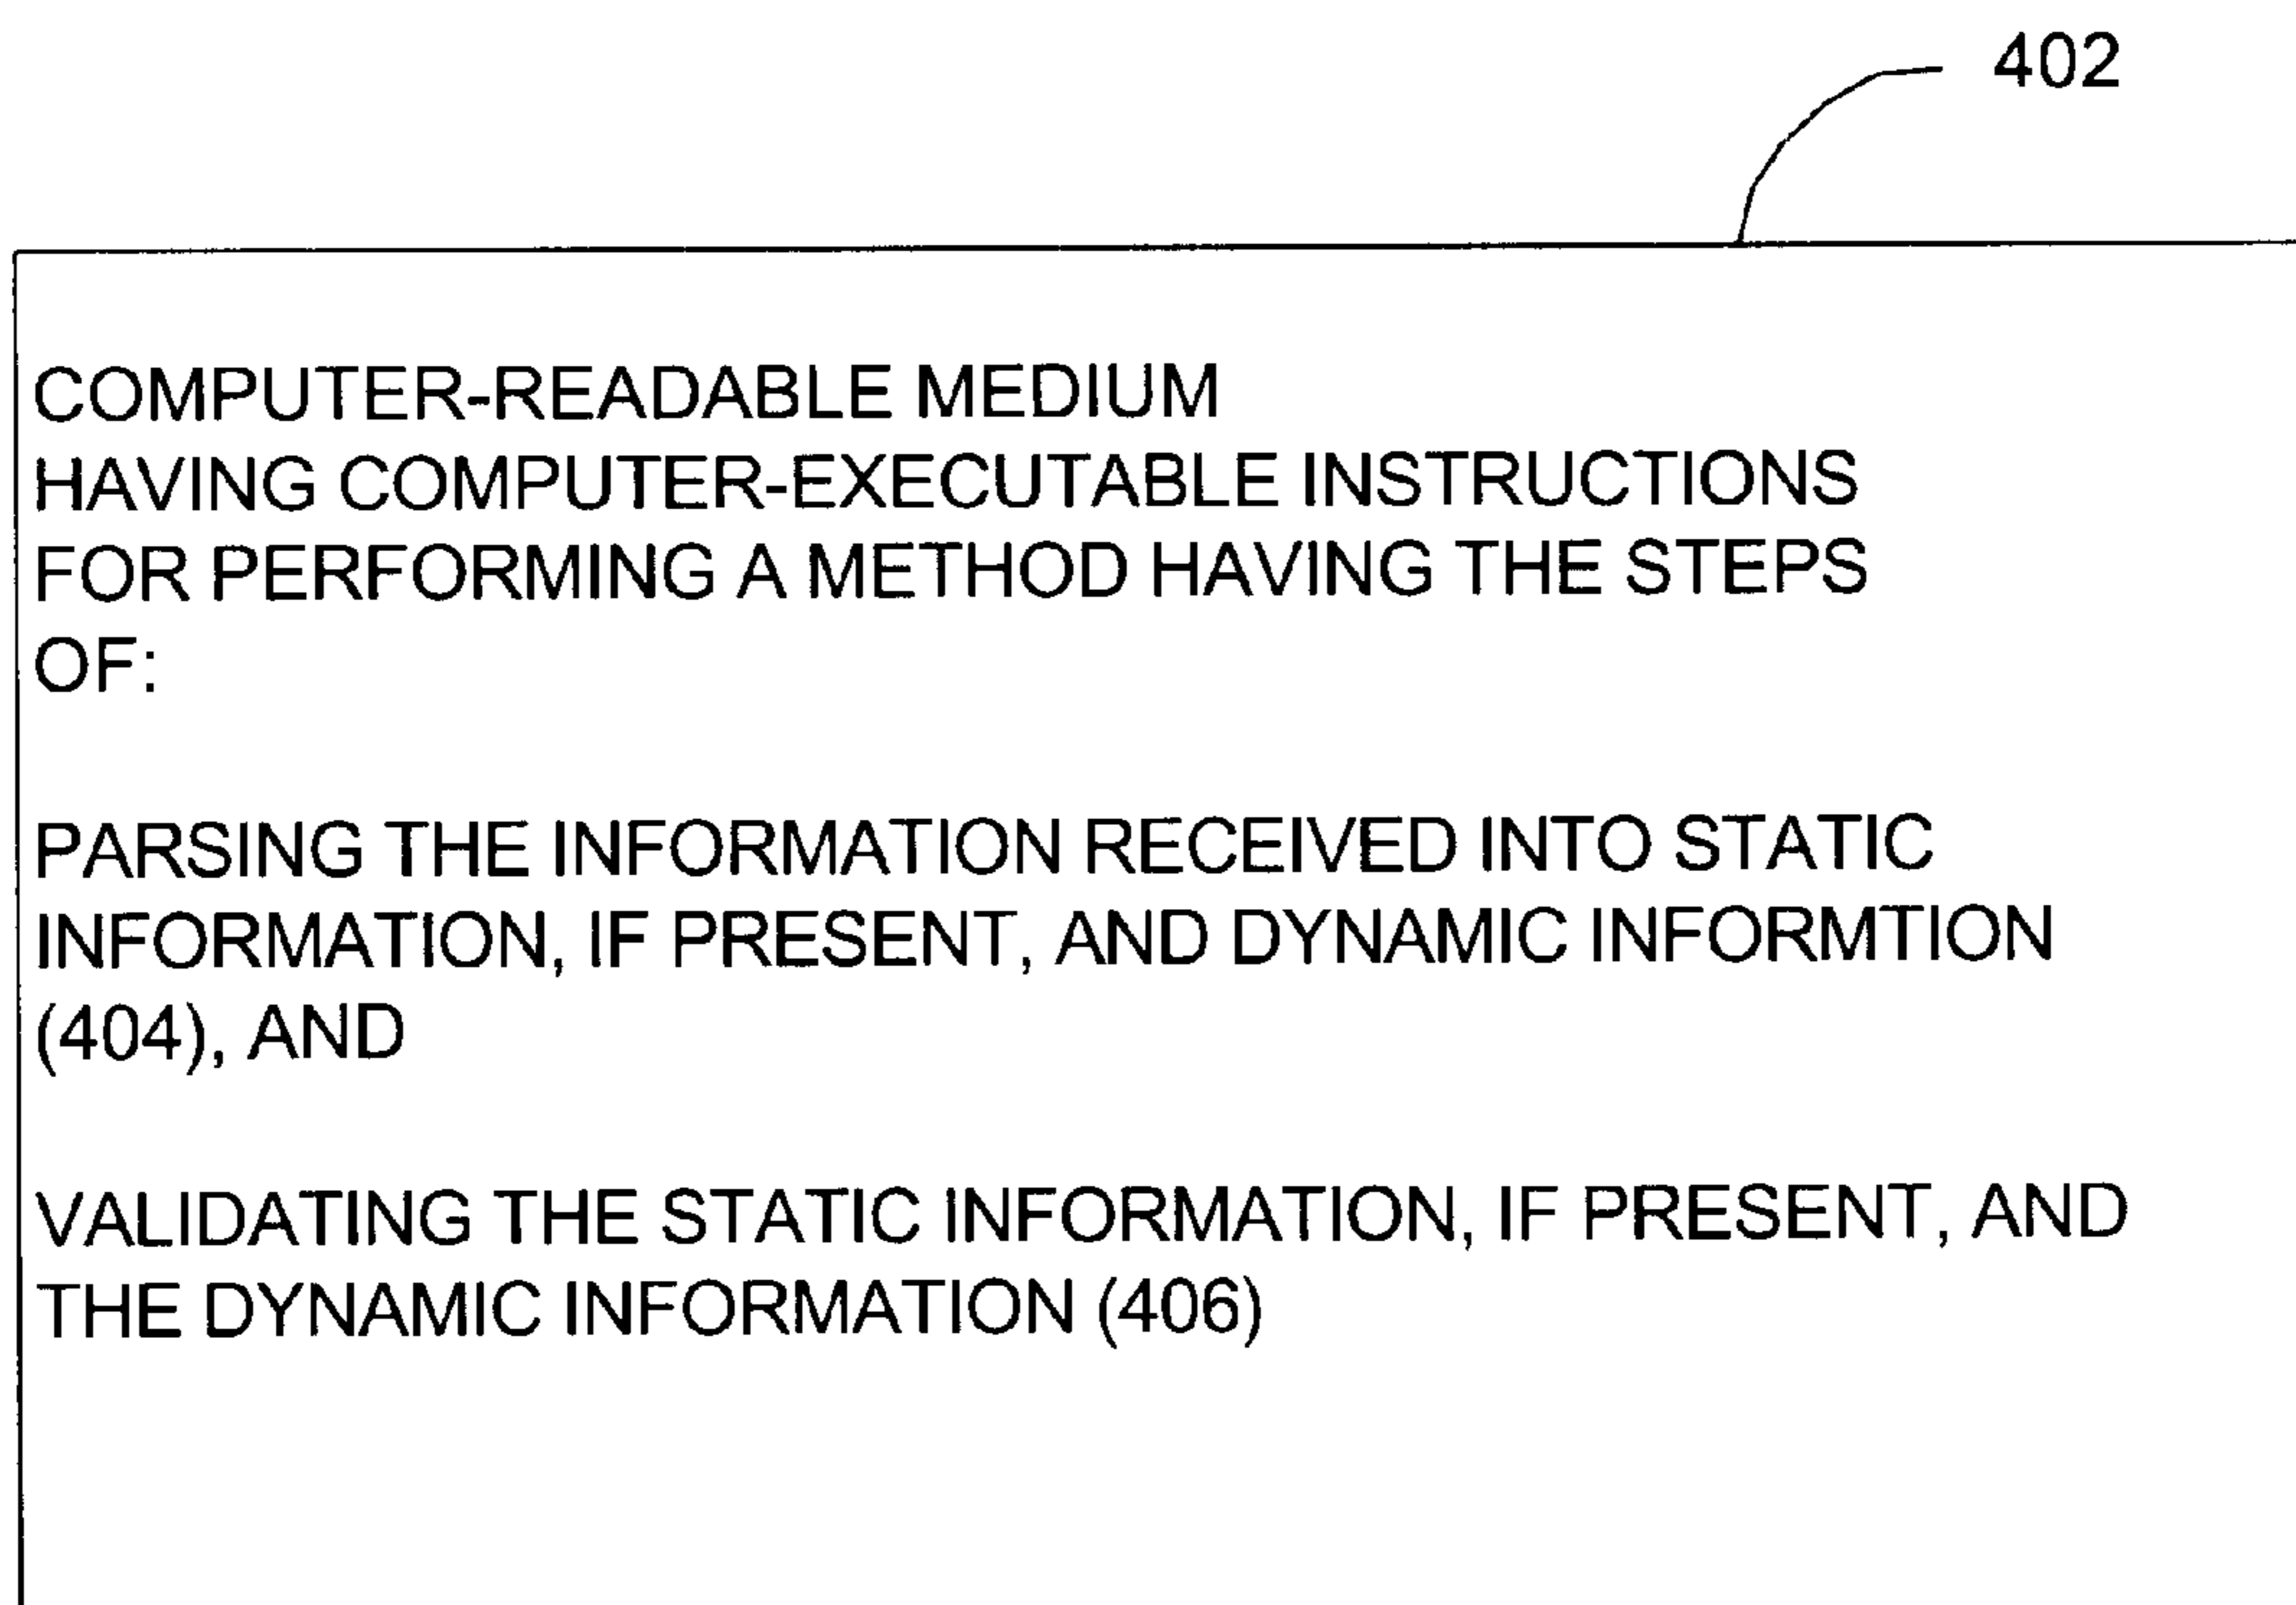 402
COMPUTER-READABLE MEDIUM
HAVING COMPUTER-EXECUTABLE INSTRUCTIONS
FOR PERFORMING A METHOD HAVING THE STEPS
OF:
PARSING THE INFORMATION RECEIVED INTO STATIC
INFORMATION, IF PRESENT, AND DYNAMIC INFORMTION
(404), AND
VALIDATING THE STATIC INFORMATION, IF PRESENT, AND
THE DYNAMIC INFORMATION (406)